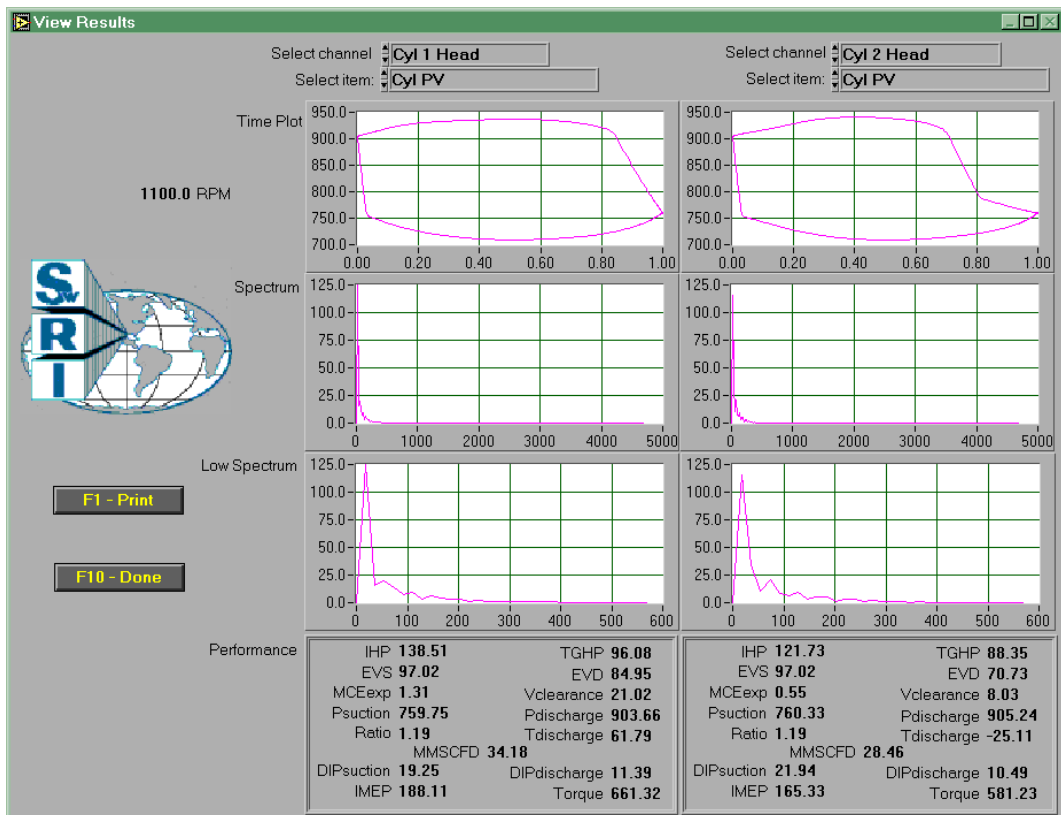 View Results
Select channel Cyl 1 Head
Select item: Cyl PV
Select channel Cyl 2 Head
Select item: Cyl PV
Time Plot
1100.0 RPM
950.0
900.0
850.0
800.0
750.0
700.0
0.00 0.20 0.40 0.60 0.80 1.00
950.0
900.0
850.0
800.0
750.0
700.0
0.00 0.20 0.40 0.60 0.80 1.00
Sw
R
I
Spectrum
125.0
100.0
75.0
50.0
25.0
0.0
0 1000 2000 3000 4000 5000
125.0
100.0
75.0
50.0
25.0
0.0
0 1000 2000 3000 4000 5000
Low Spectrum
125.0
100.0
75.0
50.0
25.0
0.0
0 100 200 300 400 500 600
125.0
100.0
75.0
50.0
25.0
0.0
0 100 200 300 400 500 600
F1 - Print
F10 - Done
Performance
IHP 138.51 TGHP 96.08
EVS 97.02 EVD 84.95
MCEexp 1.31 Vclearance 21.02
Psuction 759.75 Pdischarge 903.66
Ratio 1.19 Tdischarge 61.79
MMSCFD 34.18
DIPsuction 19.25 DIPdischarge 11.39
IMEP 188.11 Torque 661.32
IHP 121.73 TGHP 88.35
EVS 97.02 EVD 70.73
MCEexp 0.55 Vclearance 8.03
Psuction 760.33 Pdischarge 905.24
Ratio 1.19 Tdischarge -25.11
MMSCFD 28.46
DIPsuction 21.94 DIPdischarge 10.49
IMEP 165.33 Torque 581.23